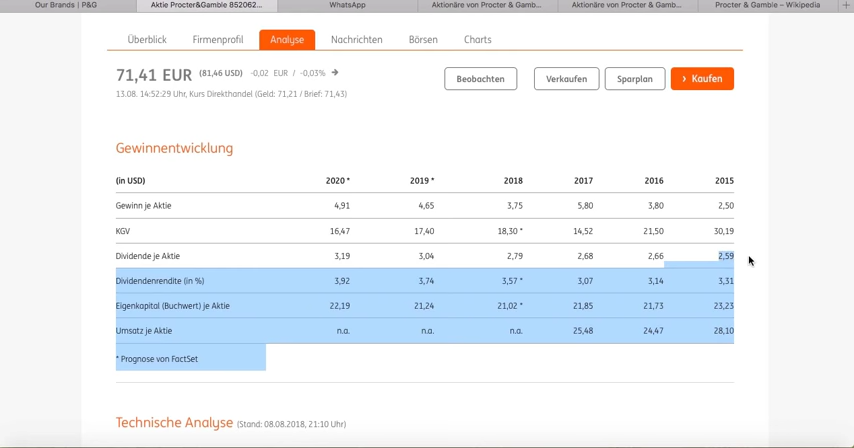 Our Brands | P&G Aktie Procter&Gamble 852062... WhatsApp Aktionäre von Procter & Gamb... Aktionäre von Procter & Gamb... Procter & Gamble – Wikipedia +
Überblick Firmenprofil Analyse Nachrichten Börsen Charts
71,41 EUR (81,46 USD) -0,02 EUR / -0,03% →
Beobachten Verkaufen Sparplan › Kaufen
13.08. 14:52:29 Uhr, Kurs Direkthandel (Geld: 71,21 / Brief: 71,43)
Gewinnentwicklung
(in USD) 2020 * 2019 * 2018 2017 2016 2015
Gewinn je Aktie 4,91 4,65 3,75 5,80 3,80 2,50
KGV 16,47 17,40 18,30 * 14,52 21,50 30,19
Dividende je Aktie 3,19 3,04 2,79 2,68 2,66 2,59
Dividendenrendite (in %) 3,92 3,74 3,57 * 3,07 3,14 3,31
Eigenkapital (Buchwert) je Aktie 22,19 21,24 21,02 * 21,85 21,73 23,23
Umsatz je Aktie n.a. n.a. n.a. 25,48 24,47 28,10
* Prognose von FactSet
Technische Analyse (Stand: 08.08.2018, 21:10 Uhr)